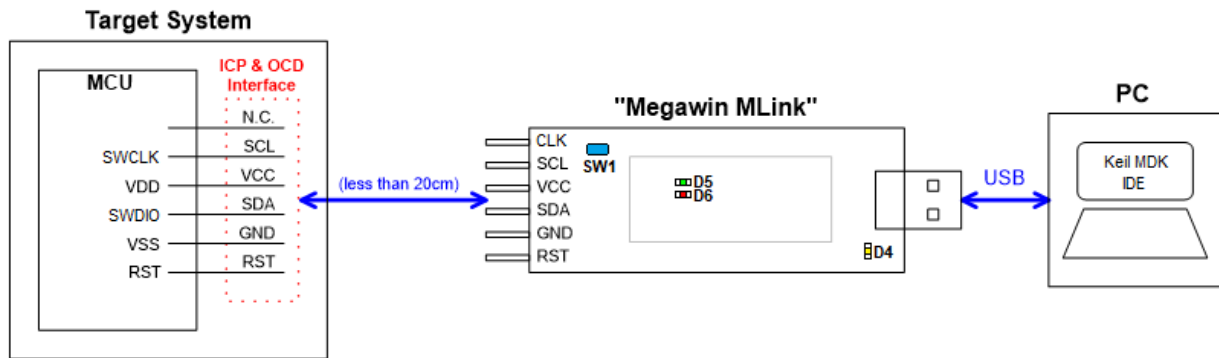 Target System
MCU
ICP & OCD
Interface
N.C.
SWCLK
SCL
VDD
VCC
SWDIO
SDA
VSS
GND
RST
RST
(less than 20cm)
"Megawin MLink"
CLK
SCL
VCC
SDA
GND
RST
SW1
D5
D6
D4
USB
PC
Keil MDK
IDE